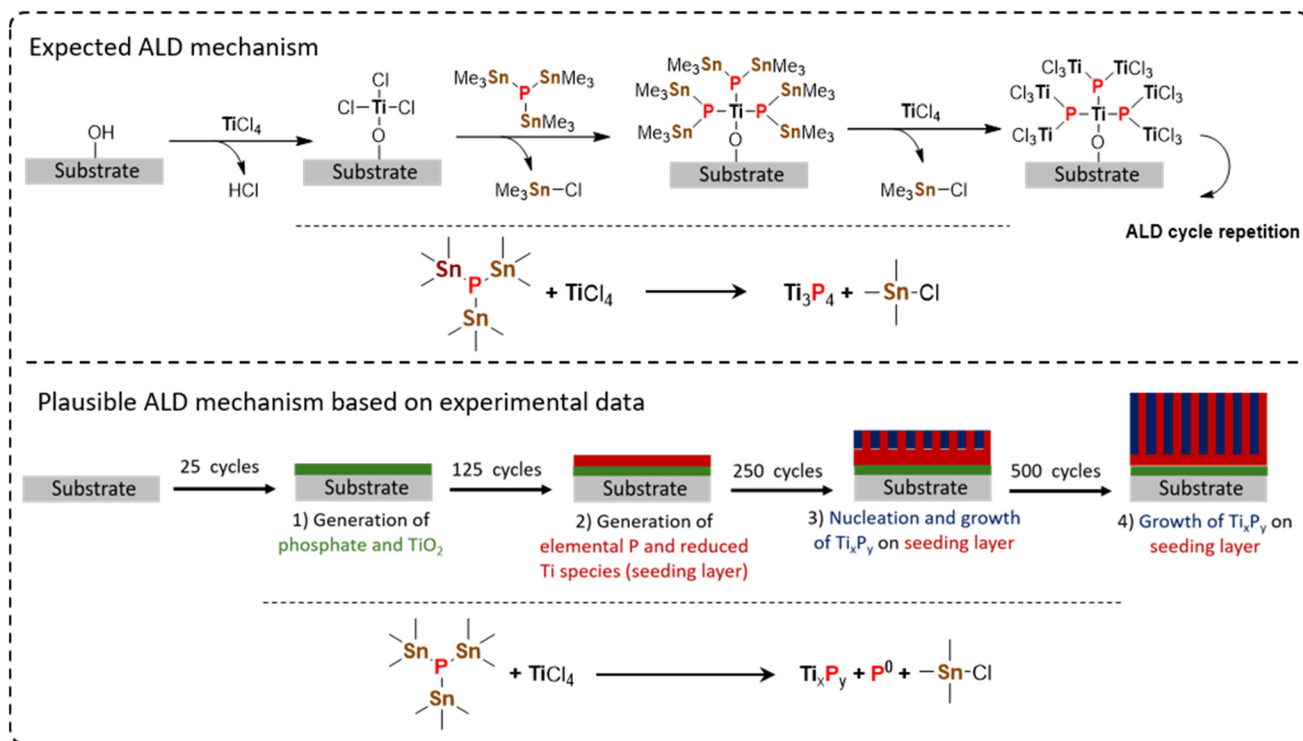 Expected ALD mechanism
OH
Substrate
TiCl4
HCl
Cl
Cl–Ti–Cl
O
Substrate
Me3Sn SnMe3
P
SnMe3
Me3Sn–Cl
Me3Sn SnMe3
Me3Sn P SnMe3
P–Ti–P
Me3Sn O SnMe3
Substrate
TiCl4
Me3Sn–Cl
Cl3Ti TiCl3
Cl3Ti P TiCl3
P–Ti–P
Cl3Ti O TiCl3
Substrate
ALD cycle repetition
Sn Sn
P + TiCl4 Ti3P4 + Sn–Cl
Sn
Plausible ALD mechanism based on experimental data
Substrate
25 cycles
Substrate
1) Generation of
phosphate and TiO2
125 cycles
Substrate
2) Generation of
elemental P and reduced
Ti species (seeding layer)
250 cycles
Substrate
3) Nucleation and growth
of TixPy on seeding layer
500 cycles
Substrate
4) Growth of TixPy on
seeding layer
Sn Sn
P + TiCl4 TixPy + P0 + Sn–Cl
Sn